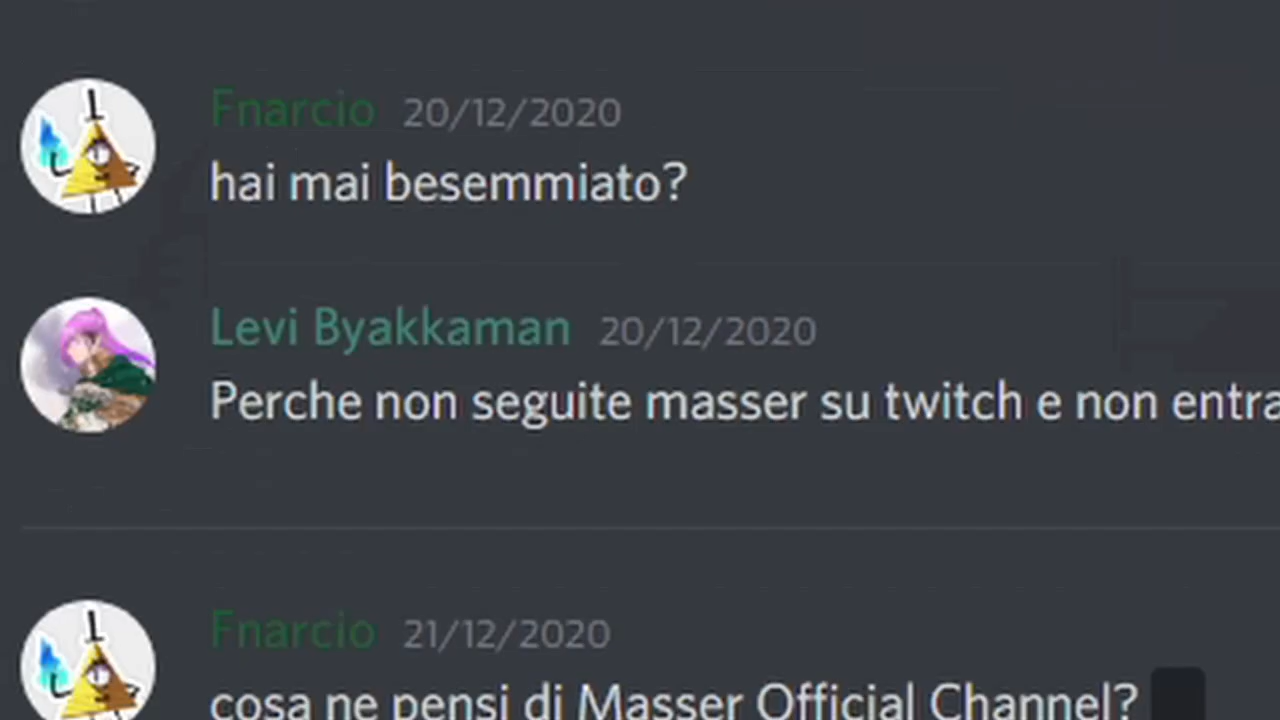 Fnarcio 20/12/2020
hai mai besemmiato?
Levi Byakkaman 20/12/2020
Perche non seguite masser su twitch e non entra
Fnarcio 21/12/2020
cosa ne pensi di Masser Official Channel?